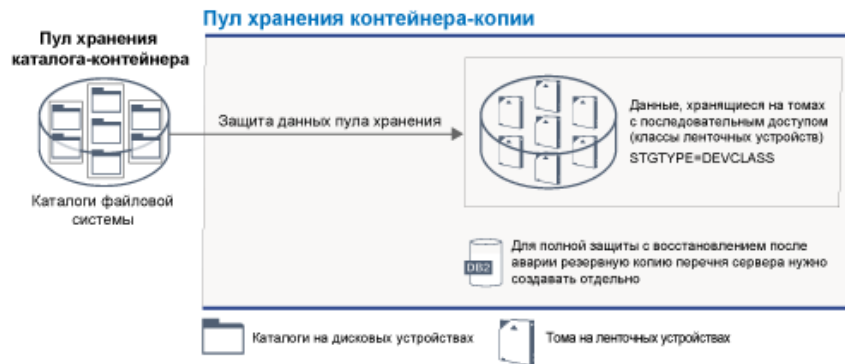 Пул хранения контейнера-копии
Пул хранения
каталога-контейнера
Каталоги файловой
системы
Защита данных пула хранения
Данные, хранящиеся на томах
с последовательным доступом
(классы ленточных устройств)
STGTYPE=DEVCLASS
DB2
Для полной защиты с восстановлением после
аварии резервную копию перечня сервера нужно
создавать отдельно
Каталоги на дисковых устройствах
Тома на ленточных устройствах